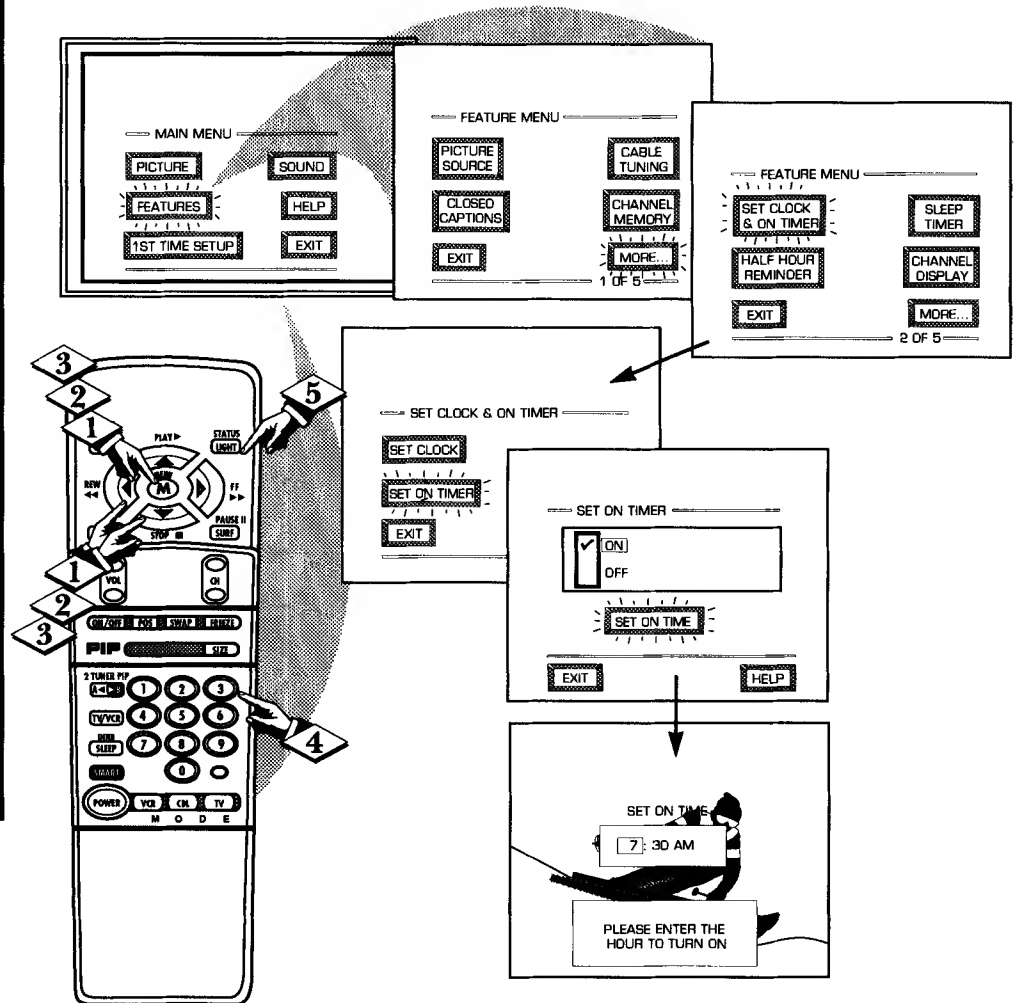 MAIN MENU
PICTURE
SOUND
FEATURES
HELP
1ST TIME SETUP
EXIT
FEATURE MENU
PICTURE
SOURCE
CABLE
TUNING
CLOSED
CAPTIONS
CHANNEL
MEMORY
EXIT
MORE...
1 OF 5
FEATURE MENU
SET CLOCK
& ON TIMER
SLEEP
TIMER
HALF HOUR
REMINDER
CHANNEL
DISPLAY
EXIT
MORE...
2 OF 5
SET CLOCK & ON TIMER
SET CLOCK
SET ON TIMER
EXIT
SET ON TIMER
✔ ON
OFF
SET ON TIME
EXIT
HELP
SET ON TIME
7 : 30 AM
PLEASE ENTER THE
HOUR TO TURN ON
3
2
1
5
PLAY ▶
STATUS
LIGHT
MENU
M
REW
◀◀
FF
▶▶
STOP ■
PAUSE II
SURF
1
2
3
VOL
CH
ON/OFF POS SWAP FREEZE
PIP
SIZE
2 TUNER PIP
A◀▶B
1 2 3
TV/VCR
4 5 6
SLEEP
7 8 9
SMART
0
4
POWER
VCR CBL TV
M O D E